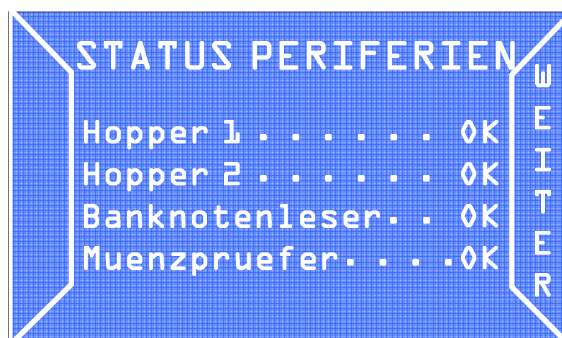 STATUS PERIFERIEN
Hopper 1 . . . . . . OK
Hopper 2 . . . . . . OK
Banknotenleser. . OK
Muenzpruefer. . . .OK
WEITER